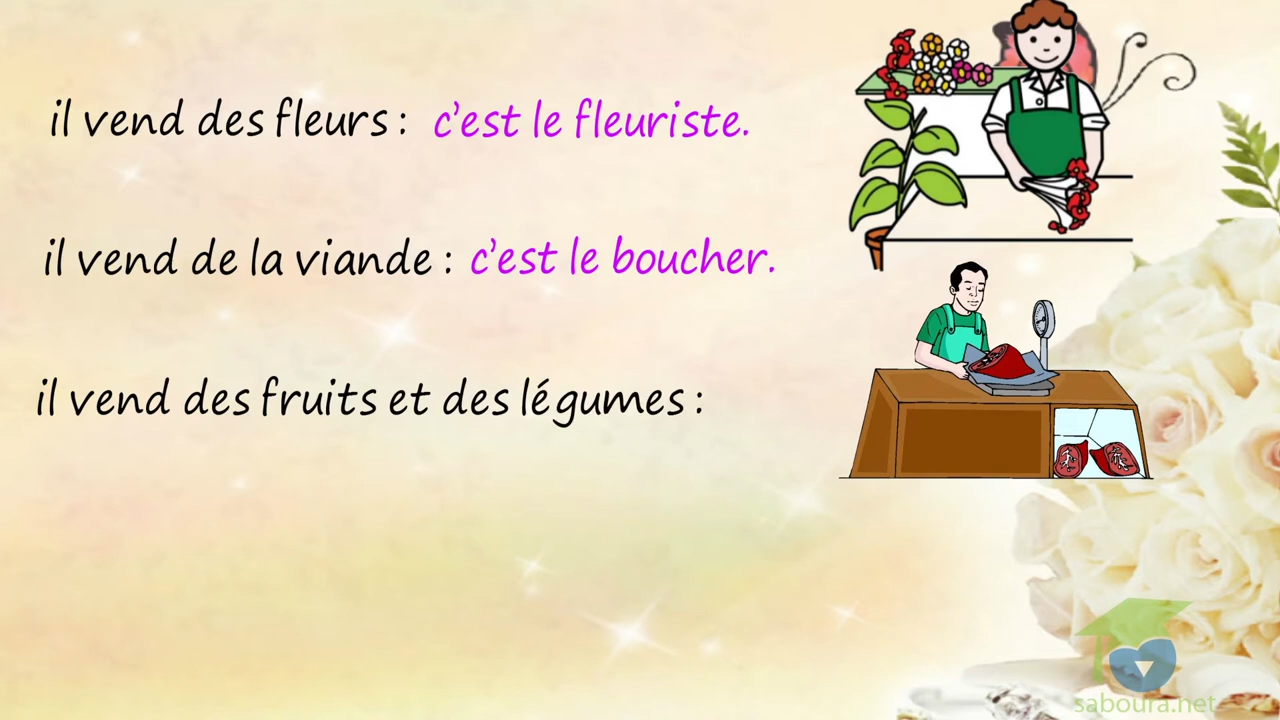 il vend des fleurs : c'est le fleuriste.
il vend de la viande : c'est le boucher.
il vend des fruits et des légumes :
saboura.net